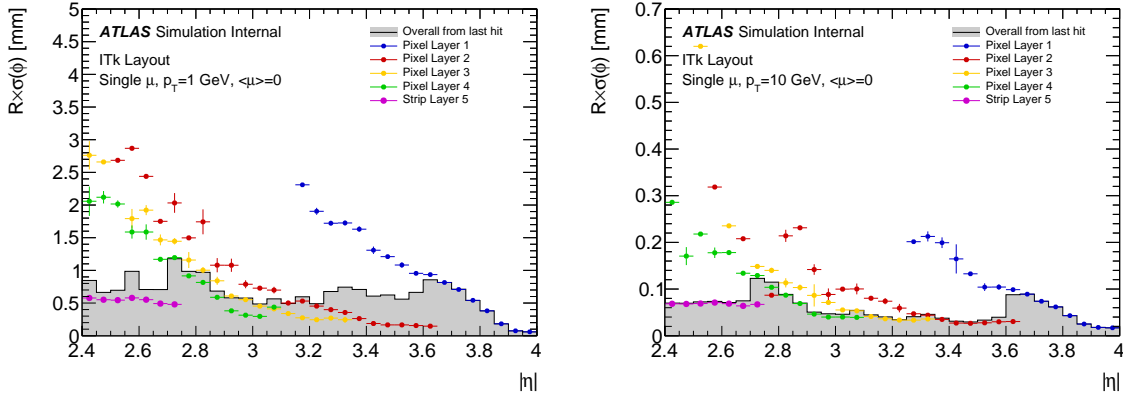 ATLAS Simulation Internal
ITk Layout
Single μ, p_T=1 GeV, <μ>=0
Overall from last hit
Pixel Layer 1
Pixel Layer 2
Pixel Layer 3
Pixel Layer 4
Strip Layer 5
R×σ(φ) [mm]
5
4.5
4
3.5
3
2.5
2
1.5
1
0.5
0
2.4 2.6 2.8 3 3.2 3.4 3.6 3.8 4
|η|
ATLAS Simulation Internal
ITk Layout
Single μ, p_T=10 GeV, <μ>=0
Overall from last hit
Pixel Layer 1
Pixel Layer 2
Pixel Layer 3
Pixel Layer 4
Strip Layer 5
R×σ(φ) [mm]
0.7
0.6
0.5
0.4
0.3
0.2
0.1
0
2.4 2.6 2.8 3 3.2 3.4 3.6 3.8 4
|η|